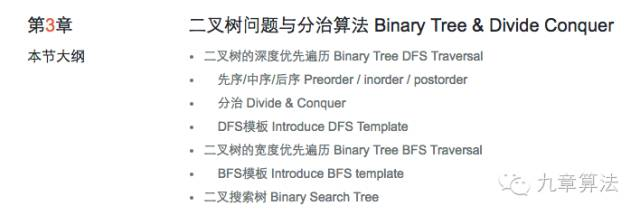 第3章
二叉树问题与分治算法 Binary Tree & Divide Conquer
本节大纲
• 二叉树的深度优先遍历 Binary Tree DFS Traversal
• 先序/中序/后序 Preorder / inorder / postorder
• 分治 Divide & Conquer
• DFS模板 Introduce DFS Template
• 二叉树的宽度优先遍历 Binary Tree BFS Traversal
• BFS模板 Introduce BFS template
• 二叉搜索树 Binary Search Tree
九章算法